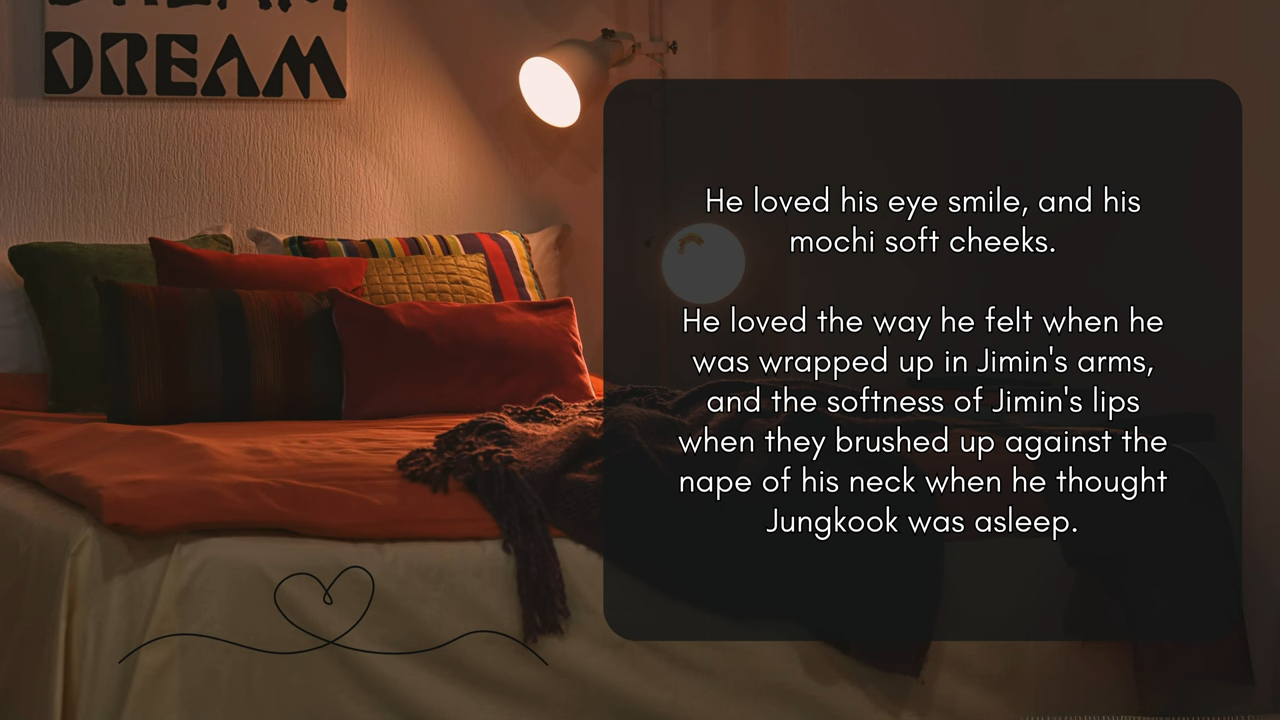 DREAM
DREAM
He loved his eye smile, and his
mochi soft cheeks.
He loved the way he felt when he
was wrapped up in Jimin's arms,
and the softness of Jimin's lips
when they brushed up against the
nape of his neck when he thought
Jungkook was asleep.